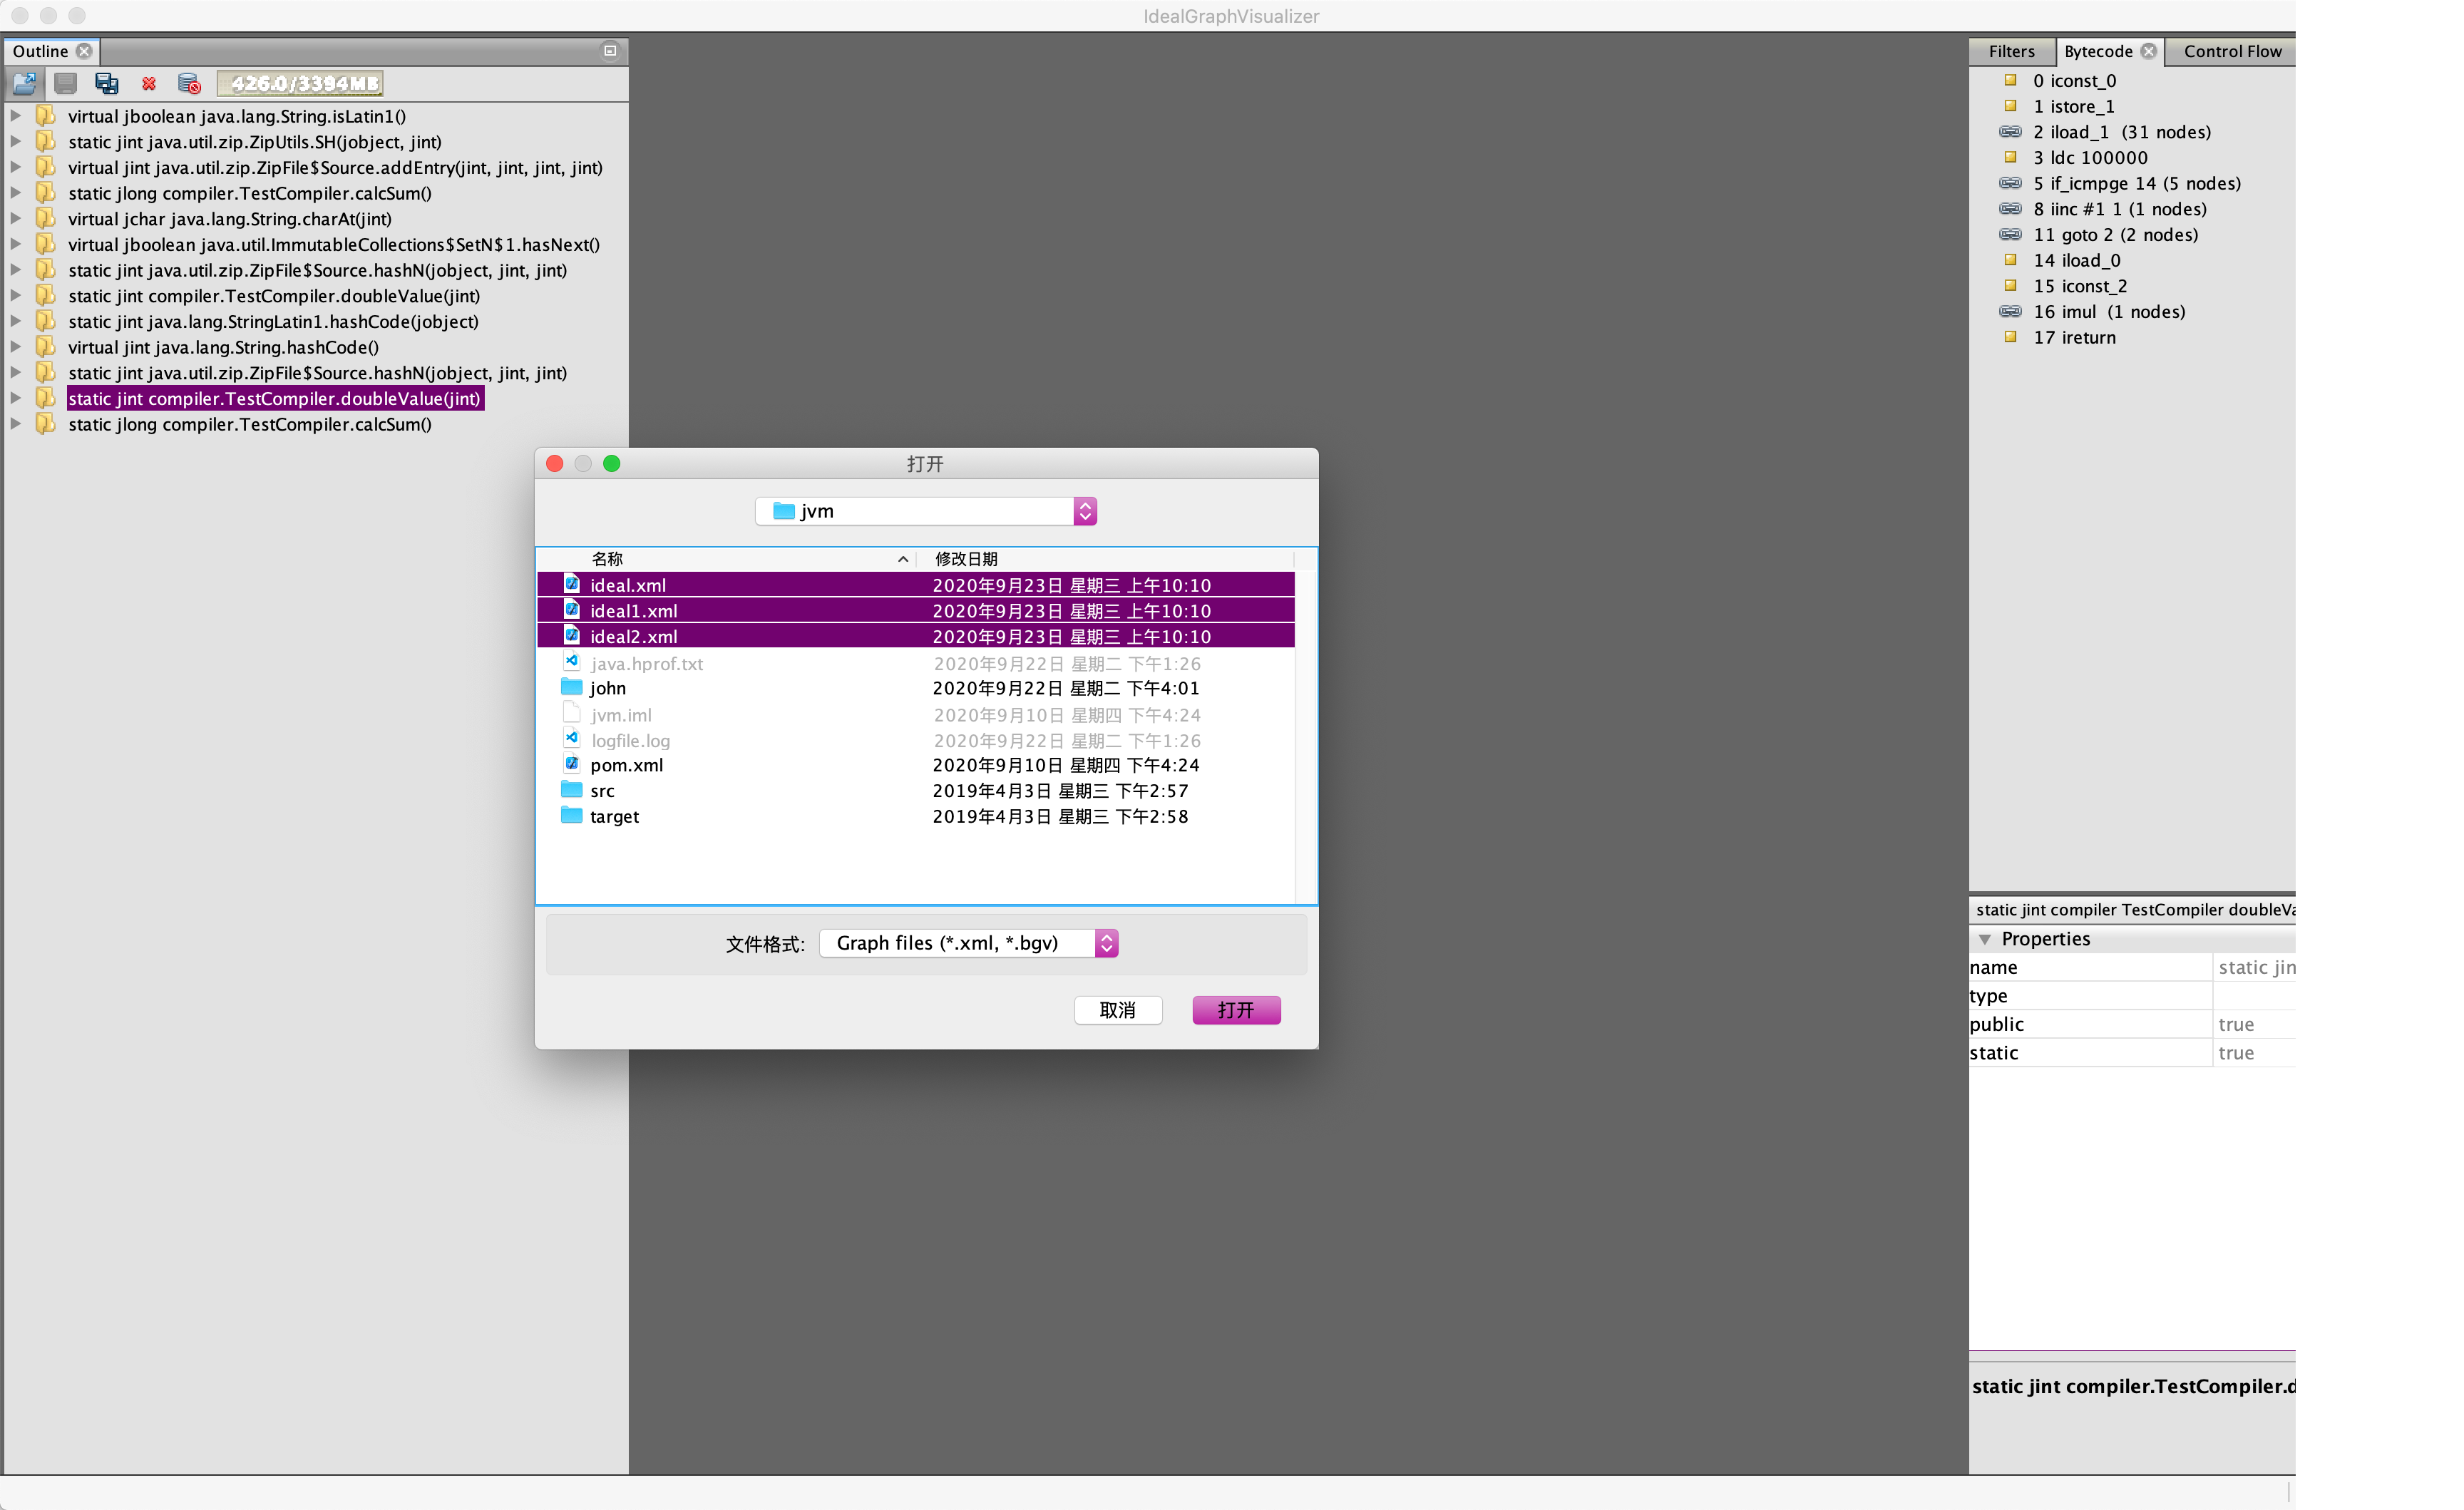 IdealGraphVisualizer
Outline
426.0/3394MB
virtual jboolean java.lang.String.isLatin1()
static jint java.util.zip.ZipUtils.SH(jobject, jint)
virtual jint java.util.zip.ZipFile$Source.addEntry(jint, jint, jint, jint)
static jlong compiler.TestCompiler.calcSum()
virtual jchar java.lang.String.charAt(jint)
virtual jboolean java.util.ImmutableCollections$SetN$1.hasNext()
static jint java.util.zip.ZipFile$Source.hashN(jobject, jint, jint)
static jint compiler.TestCompiler.doubleValue(jint)
static jint java.lang.StringLatin1.hashCode(jobject)
virtual jint java.lang.String.hashCode()
static jint java.util.zip.ZipFile$Source.hashN(jobject, jint, jint)
static jint compiler.TestCompiler.doubleValue(jint)
static jlong compiler.TestCompiler.calcSum()
打开
jvm
名称 修改日期
ideal.xml 2020年9月23日 星期三 上午10:10
ideal1.xml 2020年9月23日 星期三 上午10:10
ideal2.xml 2020年9月23日 星期三 上午10:10
java.hprof.txt 2020年9月22日 星期二 下午1:26
john 2020年9月22日 星期二 下午4:01
jvm.iml 2020年9月10日 星期四 下午4:24
logfile.log 2020年9月22日 星期二 下午1:26
pom.xml 2020年9月10日 星期四 下午4:24
src 2019年4月3日 星期三 下午2:57
target 2019年4月3日 星期三 下午2:58
文件格式: Graph files (*.xml, *.bgv)
取消 打开
Filters Bytecode Control Flow
0 iconst_0
1 istore_1
2 iload_1 (31 nodes)
3 ldc 100000
5 if_icmpge 14 (5 nodes)
8 iinc #1 1 (1 nodes)
11 goto 2 (2 nodes)
14 iload_0
15 iconst_2
16 imul (1 nodes)
17 ireturn
static jint compiler TestCompiler doubleVa
Properties
name static jin
type
public true
static true
static jint compiler.TestCompiler.d